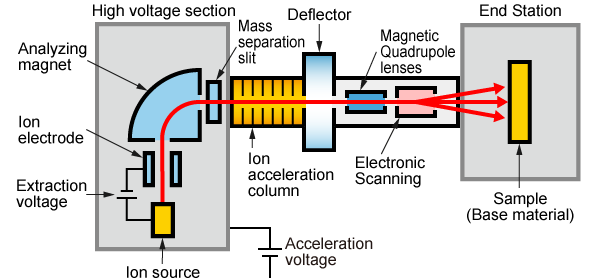 High voltage section
Deflector
End Station
Mass
separation
slit
Magnetic
Quadrupole
lenses
Analyzing
magnet
Ion
electrode
Ion
acceleration
column
Electronic
Scanning
Extraction
voltage
Sample
(Base material)
Acceleration
voltage
Ion source